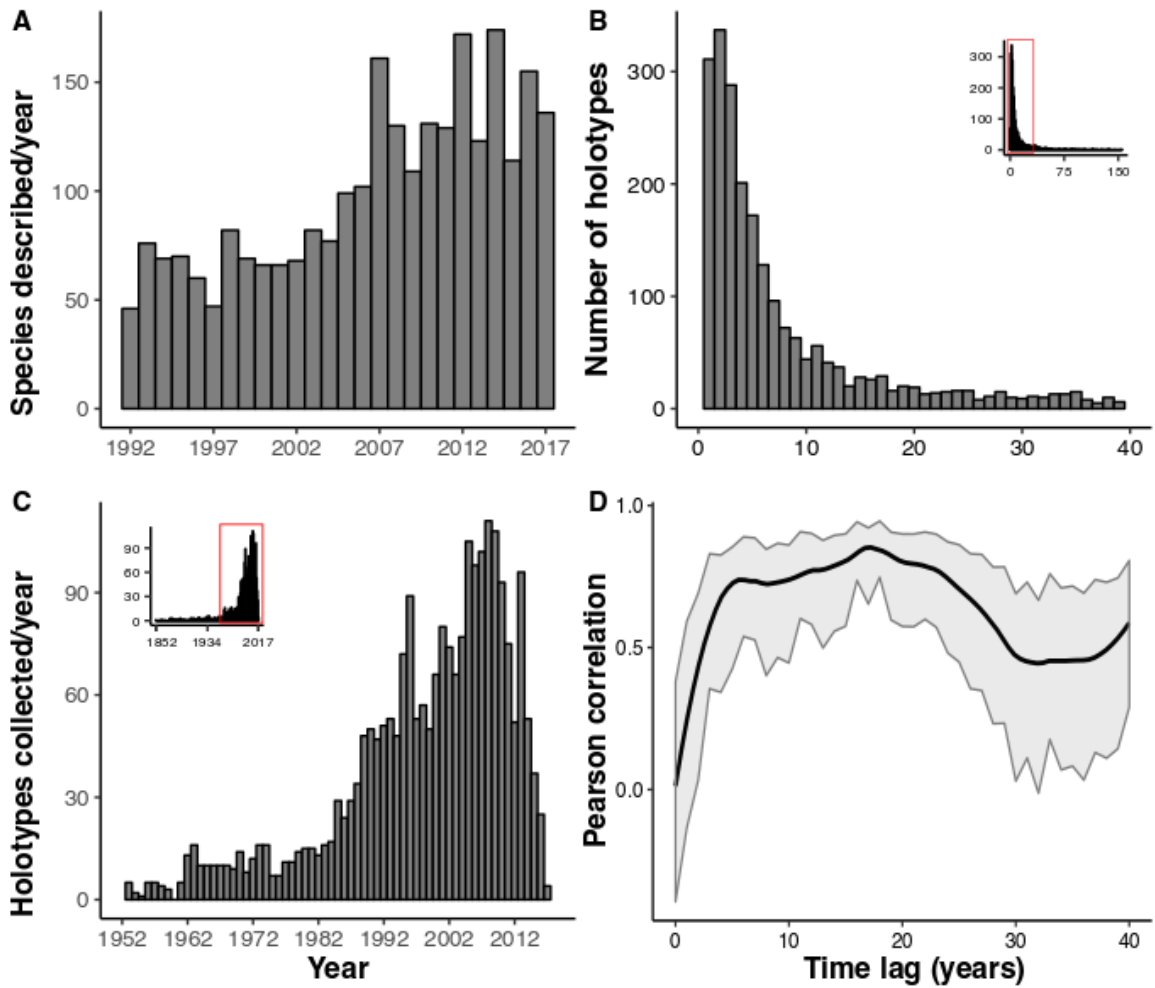 A
Species described/year
150
100
50
0
1992 1997 2002 2007 2012 2017
B
Number of holotypes
300
200
100
0
0 10 20 30 40
300
200
100
0
0 75 150
C
Holotypes collected/year
90
60
30
0
1952 1962 1972 1982 1992 2002 2012
Year
90
60
30
0
1852 1934 2017
D
Pearson correlation
1.0
0.5
0.0
0 10 20 30 40
Time lag (years)